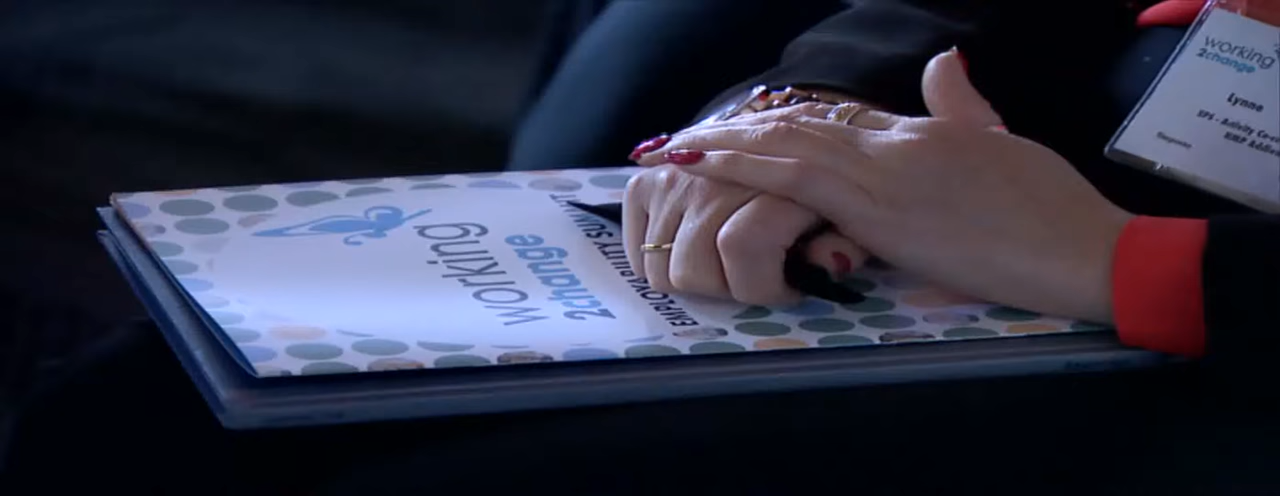 working
2change
EMPLOYABILITY SUMMIT
working
2change
Lynne